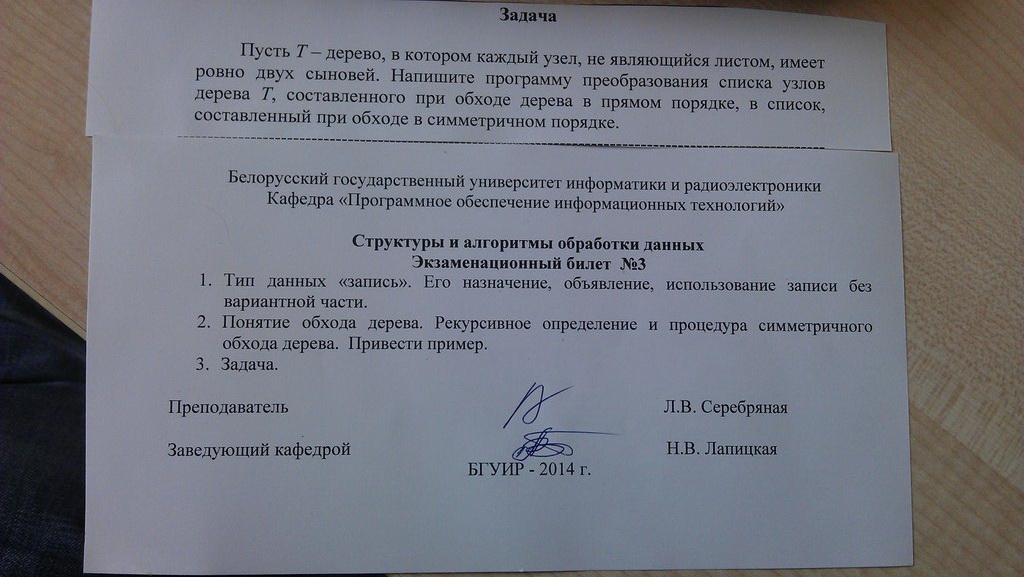 Задача
Пусть T – дерево, в котором каждый узел, не являющийся листом, имеет
ровно двух сыновей. Напишите программу преобразования списка узлов
дерева T, составленного при обходе дерева в прямом порядке, в список,
составленный при обходе в симметричном порядке.
Белорусский государственный университет информатики и радиоэлектроники
Кафедра «Программное обеспечение информационных технологий»
Структуры и алгоритмы обработки данных
Экзаменационный билет №3
1. Тип данных «запись». Его назначение, объявление, использование записи без
вариантной части.
2. Понятие обхода дерева. Рекурсивное определение и процедура симметричного
обхода дерева. Привести пример.
3. Задача.
Преподаватель Л.В. Серебряная
Заведующий кафедрой Н.В. Лапицкая
БГУИР - 2014 г.